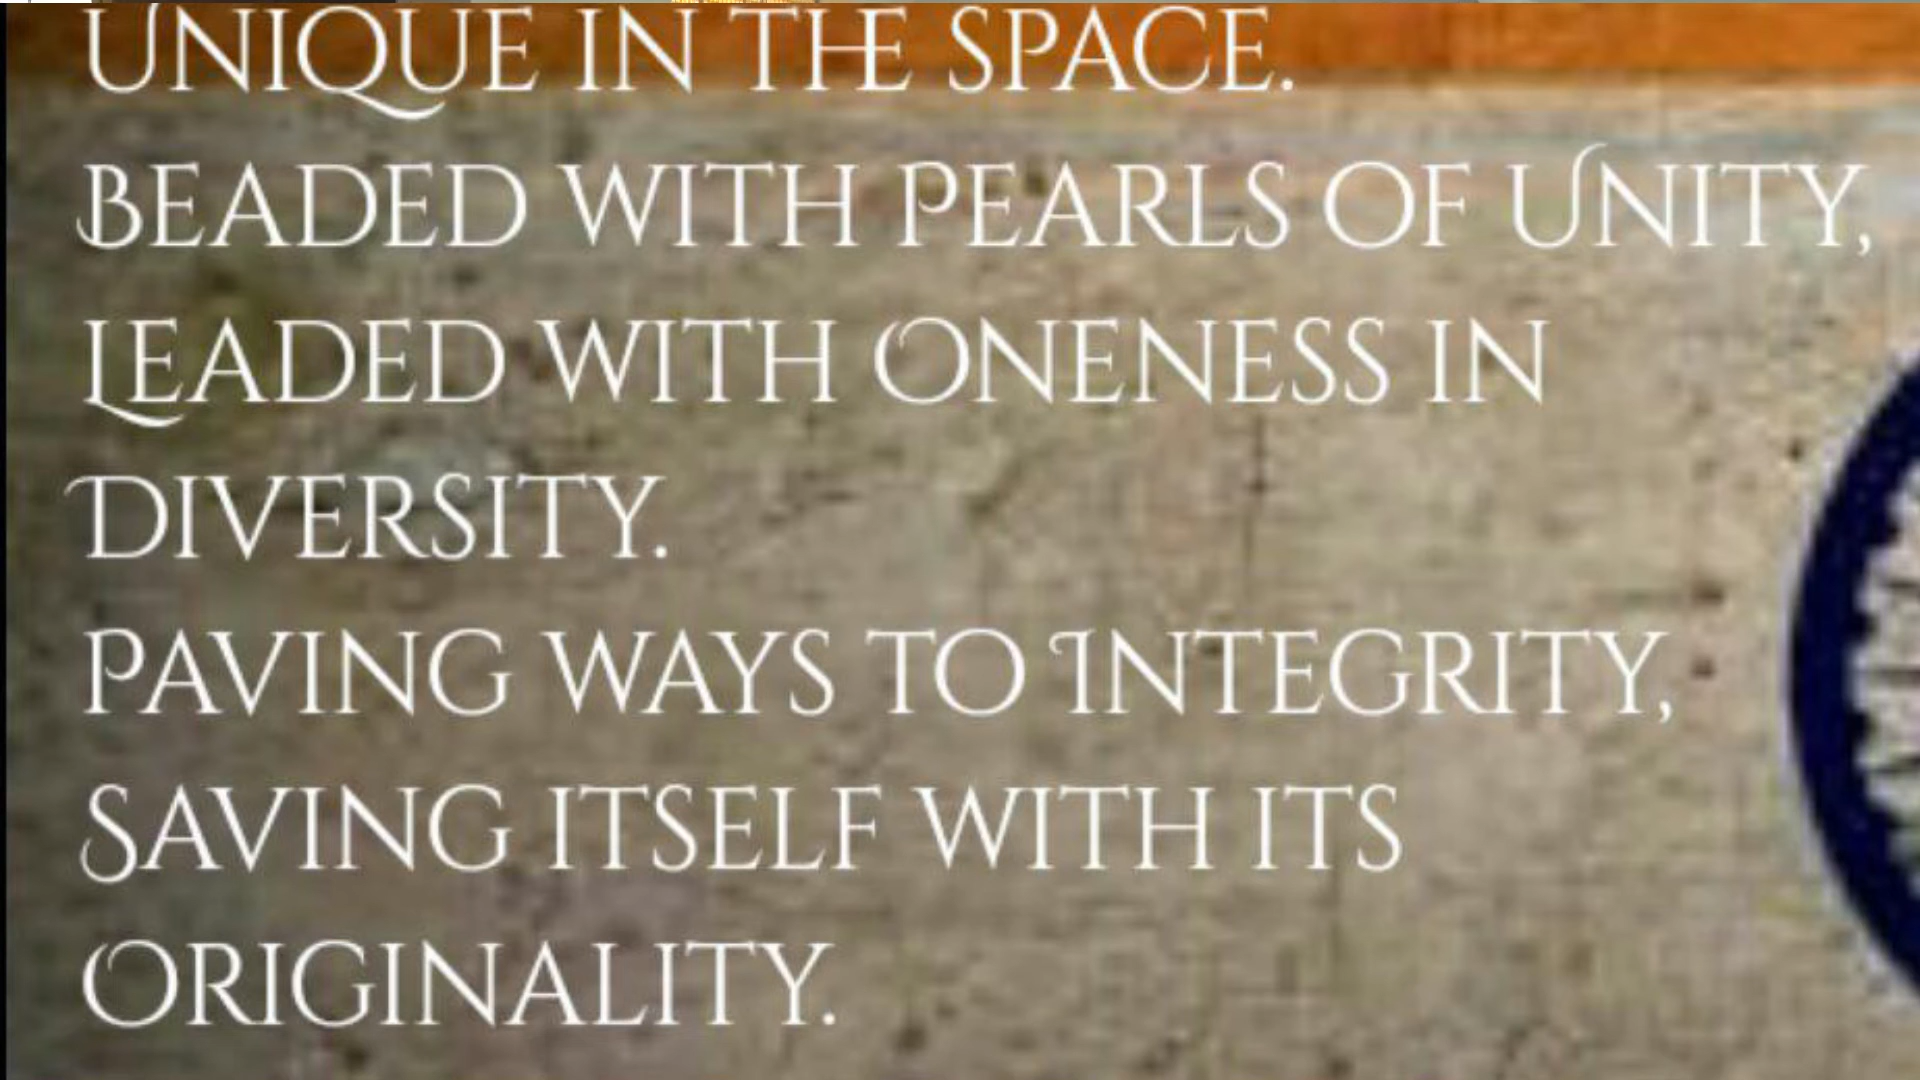 Unique in the space.
Beaded with Pearls of Unity,
Leaded with Oneness in
Diversity.
Paving ways to Integrity,
Saving itself with its
Originality.